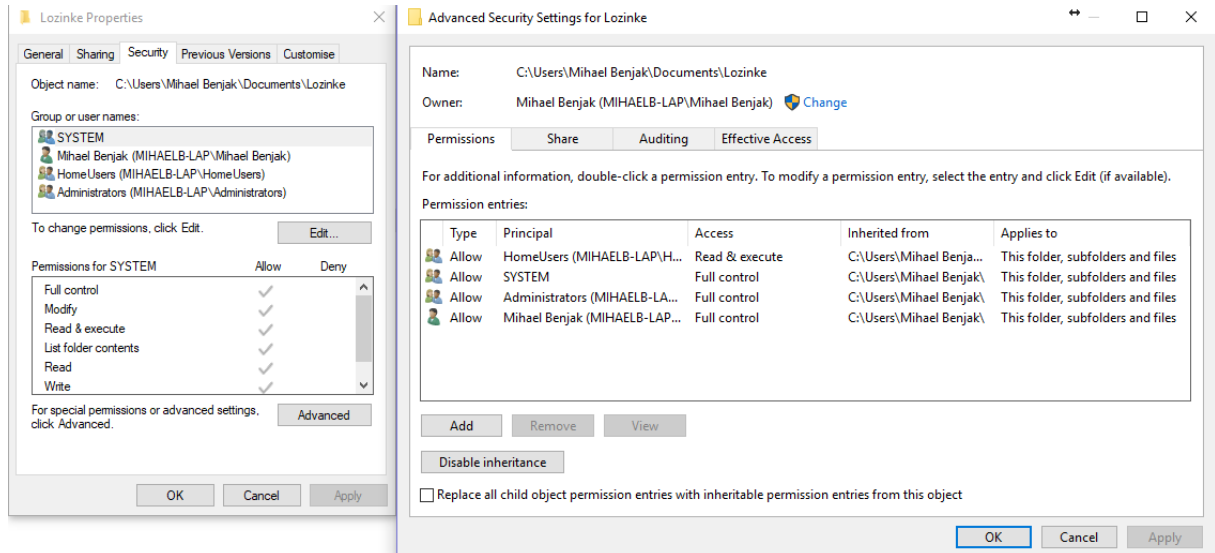 Lozinke Properties
General Sharing Security Previous Versions Customise
Object name: C:\Users\Mihael Benjak\Documents\Lozinke
Group or user names:
SYSTEM
Mihael Benjak (MIHAELB-LAP\Mihael Benjak)
HomeUsers (MIHAELB-LAP\HomeUsers)
Administrators (MIHAELB-LAP\Administrators)
To change permissions, click Edit.
Edit...
Permissions for SYSTEM Allow Deny
Full control
Modify
Read & execute
List folder contents
Read
Write
For special permissions or advanced settings,
click Advanced.
Advanced
OK Cancel Apply
Advanced Security Settings for Lozinke
Name: C:\Users\Mihael Benjak\Documents\Lozinke
Owner: Mihael Benjak (MIHAELB-LAP\Mihael Benjak) Change
Permissions Share Auditing Effective Access
For additional information, double-click a permission entry. To modify a permission entry, select the entry and click Edit (if available).
Permission entries:
Type Principal Access Inherited from Applies to
Allow HomeUsers (MIHAELB-LAP\H... Read & execute C:\Users\Mihael Benja... This folder, subfolders and files
Allow SYSTEM Full control C:\Users\Mihael Benjak\ This folder, subfolders and files
Allow Administrators (MIHAELB-LA... Full control C:\Users\Mihael Benjak\ This folder, subfolders and files
Allow Mihael Benjak (MIHAELB-LAP... Full control C:\Users\Mihael Benjak\ This folder, subfolders and files
Add Remove View
Disable inheritance
Replace all child object permission entries with inheritable permission entries from this object
OK Cancel Apply